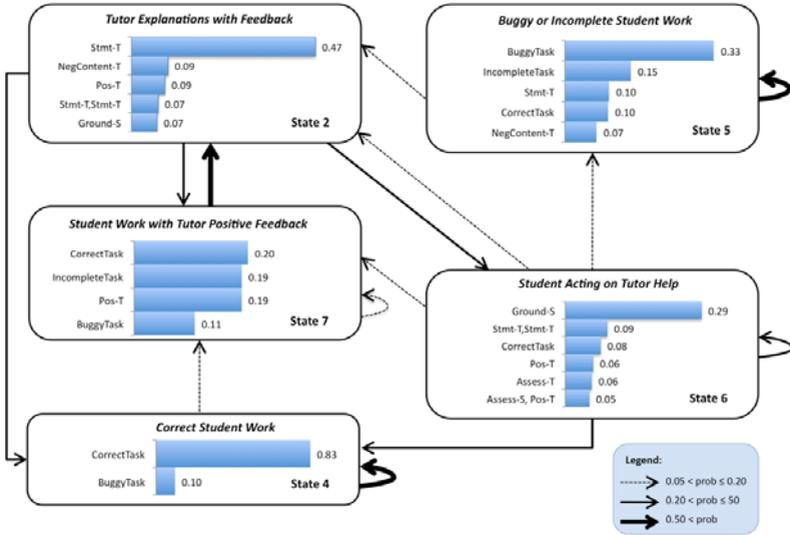 Tutor Explanations with Feedback
Stmt-T 0.47
NegContent-T 0.09
Pos-T 0.09
Stmt-T,Stmt-T 0.07
Ground-S 0.07
State 2
Buggy or Incomplete Student Work
BuggyTask 0.33
IncompleteTask 0.15
Stmt-T 0.10
CorrectTask 0.10
NegContent-T 0.07
State 5
Student Work with Tutor Positive Feedback
CorrectTask 0.20
IncompleteTask 0.19
Pos-T 0.19
BuggyTask 0.11
State 7
Student Acting on Tutor Help
Ground-S 0.29
Stmt-T,Stmt-T 0.09
CorrectTask 0.08
Pos-T 0.06
Assess-T 0.06
Assess-S, Pos-T 0.05
State 6
Correct Student Work
CorrectTask 0.83
BuggyTask 0.10
State 4
Legend:
0.05 < prob ≤ 0.20
0.20 < prob ≤ 50
0.50 < prob